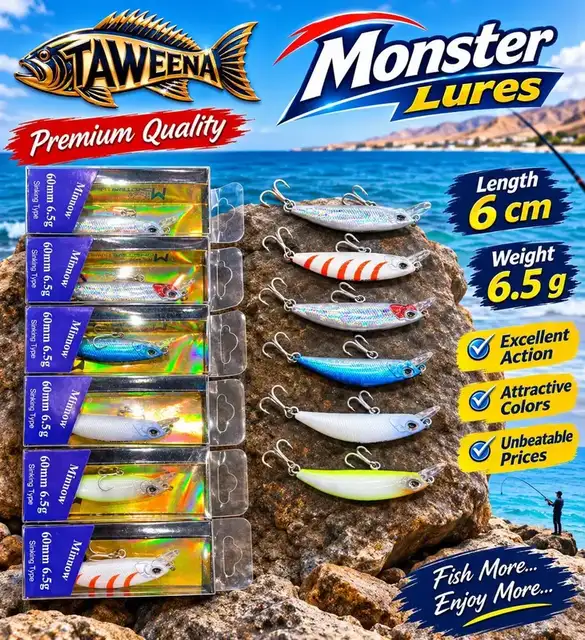 TAWEENA
Monster
Lures
Premium Quality
Length
6 cm
Weight
6.5 g
Excellent
Action
Attractive
Colors
Unbeatable
Prices
Minnow
60mm 6.5g
Sinking Type
Minnow
60mm 6.5g
Sinking Type
Minnow
60mm 6.5g
Sinking Type
Minnow
60mm 6.5g
Sinking Type
Minnow
60mm 6.5g
Sinking Type
Minnow
60mm 6.5g
Sinking Type
Fish More...
Enjoy More...